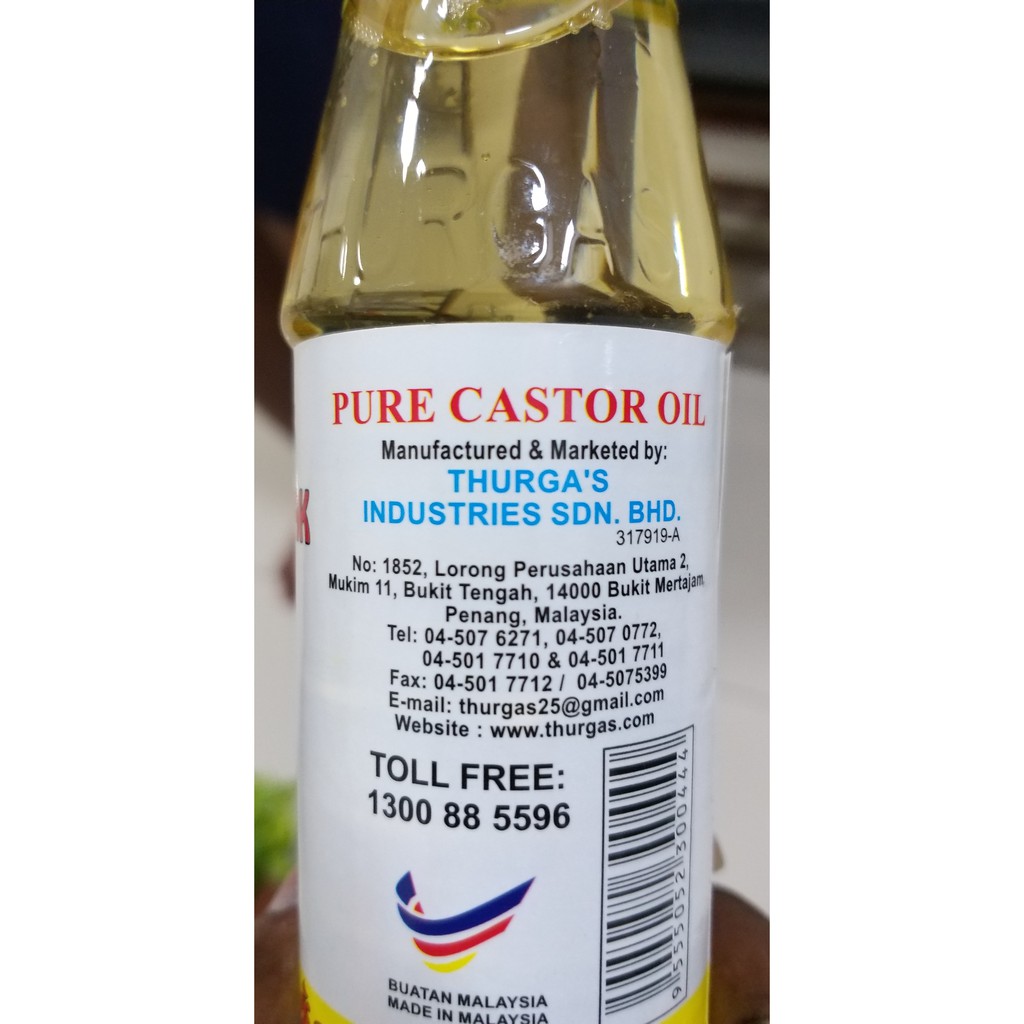 PURE CASTOR OIL
Manufactured & Marketed by:
THURGA'S
INDUSTRIES SDN. BHD.
317919-A
No: 1852, Lorong Perusahaan Utama 2,
Mukim 11, Bukit Tengah, 14000 Bukit Mertajam,
Penang, Malaysia.
Tel: 04-507 6271, 04-507 0772,
04-501 7710 & 04-501 7711
Fax: 04-501 7712 / 04-5075399
E-mail: thurgas25@gmail.com
Website : www.thurgas.com
TOLL FREE:
1300 88 5596
9 555052 300444
BUATAN MALAYSIA
MADE IN MALAYSIA